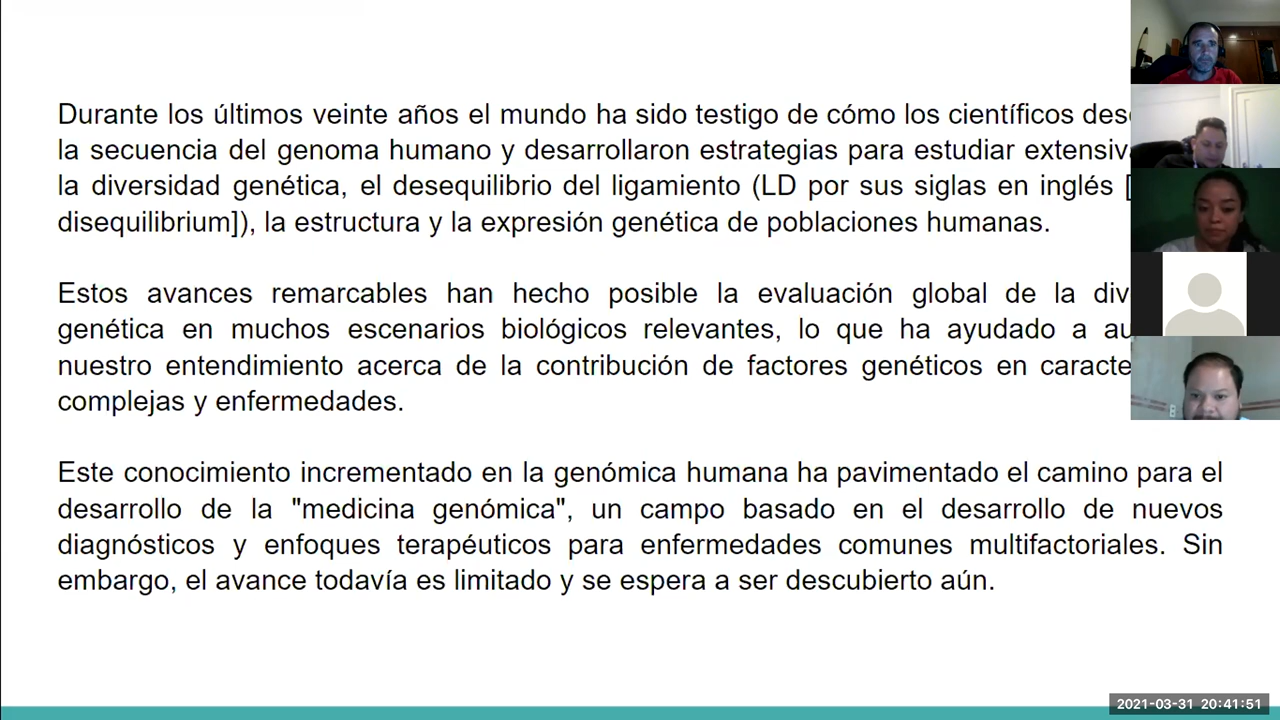 Durante los últimos veinte años el mundo ha sido testigo de cómo los científicos
la secuencia del genoma humano y desarrollaron estrategias para estudiar
la diversidad genética, el desequilibrio del ligamiento (LD por sus siglas en inglés [
disequilibrium]), la estructura y la expresión genética de poblaciones humanas.
Estos avances remarcables han hecho posible la evaluación global de la
genética en muchos escenarios biológicos relevantes, lo que ha ayudado a
nuestro entendimiento acerca de la contribución de factores genéticos en
complejas y enfermedades.
Este conocimiento incrementado en la genómica humana ha pavimentado el camino para el
desarrollo de la "medicina genómica", un campo basado en el desarrollo de nuevos
diagnósticos y enfoques terapéuticos para enfermedades comunes multifactoriales. Sin
embargo, el avance todavía es limitado y se espera a ser descubierto aún.
2021-03-31 20:41:51